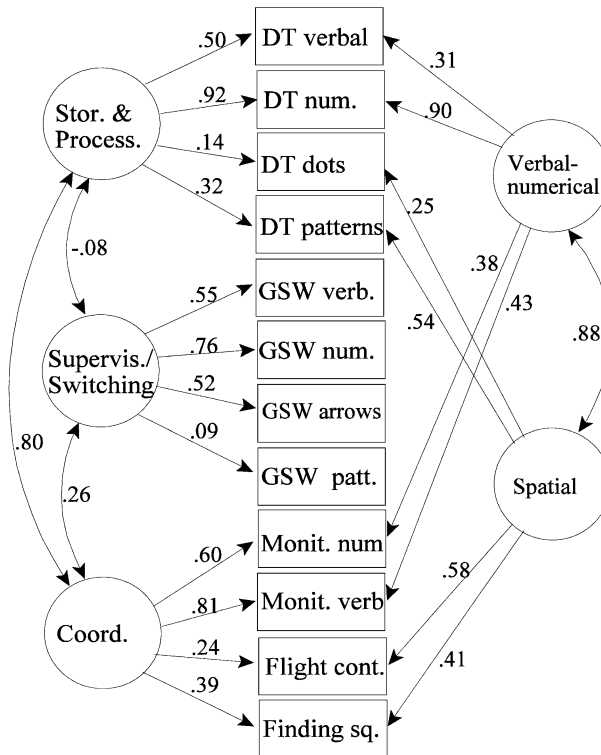 .50
DT verbal
.31
Stor. &
Process.
.92
DT num.
.90
.14
DT dots
Verbal-
numerical
.32
DT patterns
.25
-.08
.38
.43
.55
GSW verb.
.54
.88
Supervis./
Switching
.76
GSW num.
.52
GSW arrows
.80
.09
GSW patt.
.26
Spatial
.60
Monit. num
.58
.81
Monit. verb
Coord.
.24
Flight cont.
.41
.39
Finding sq.